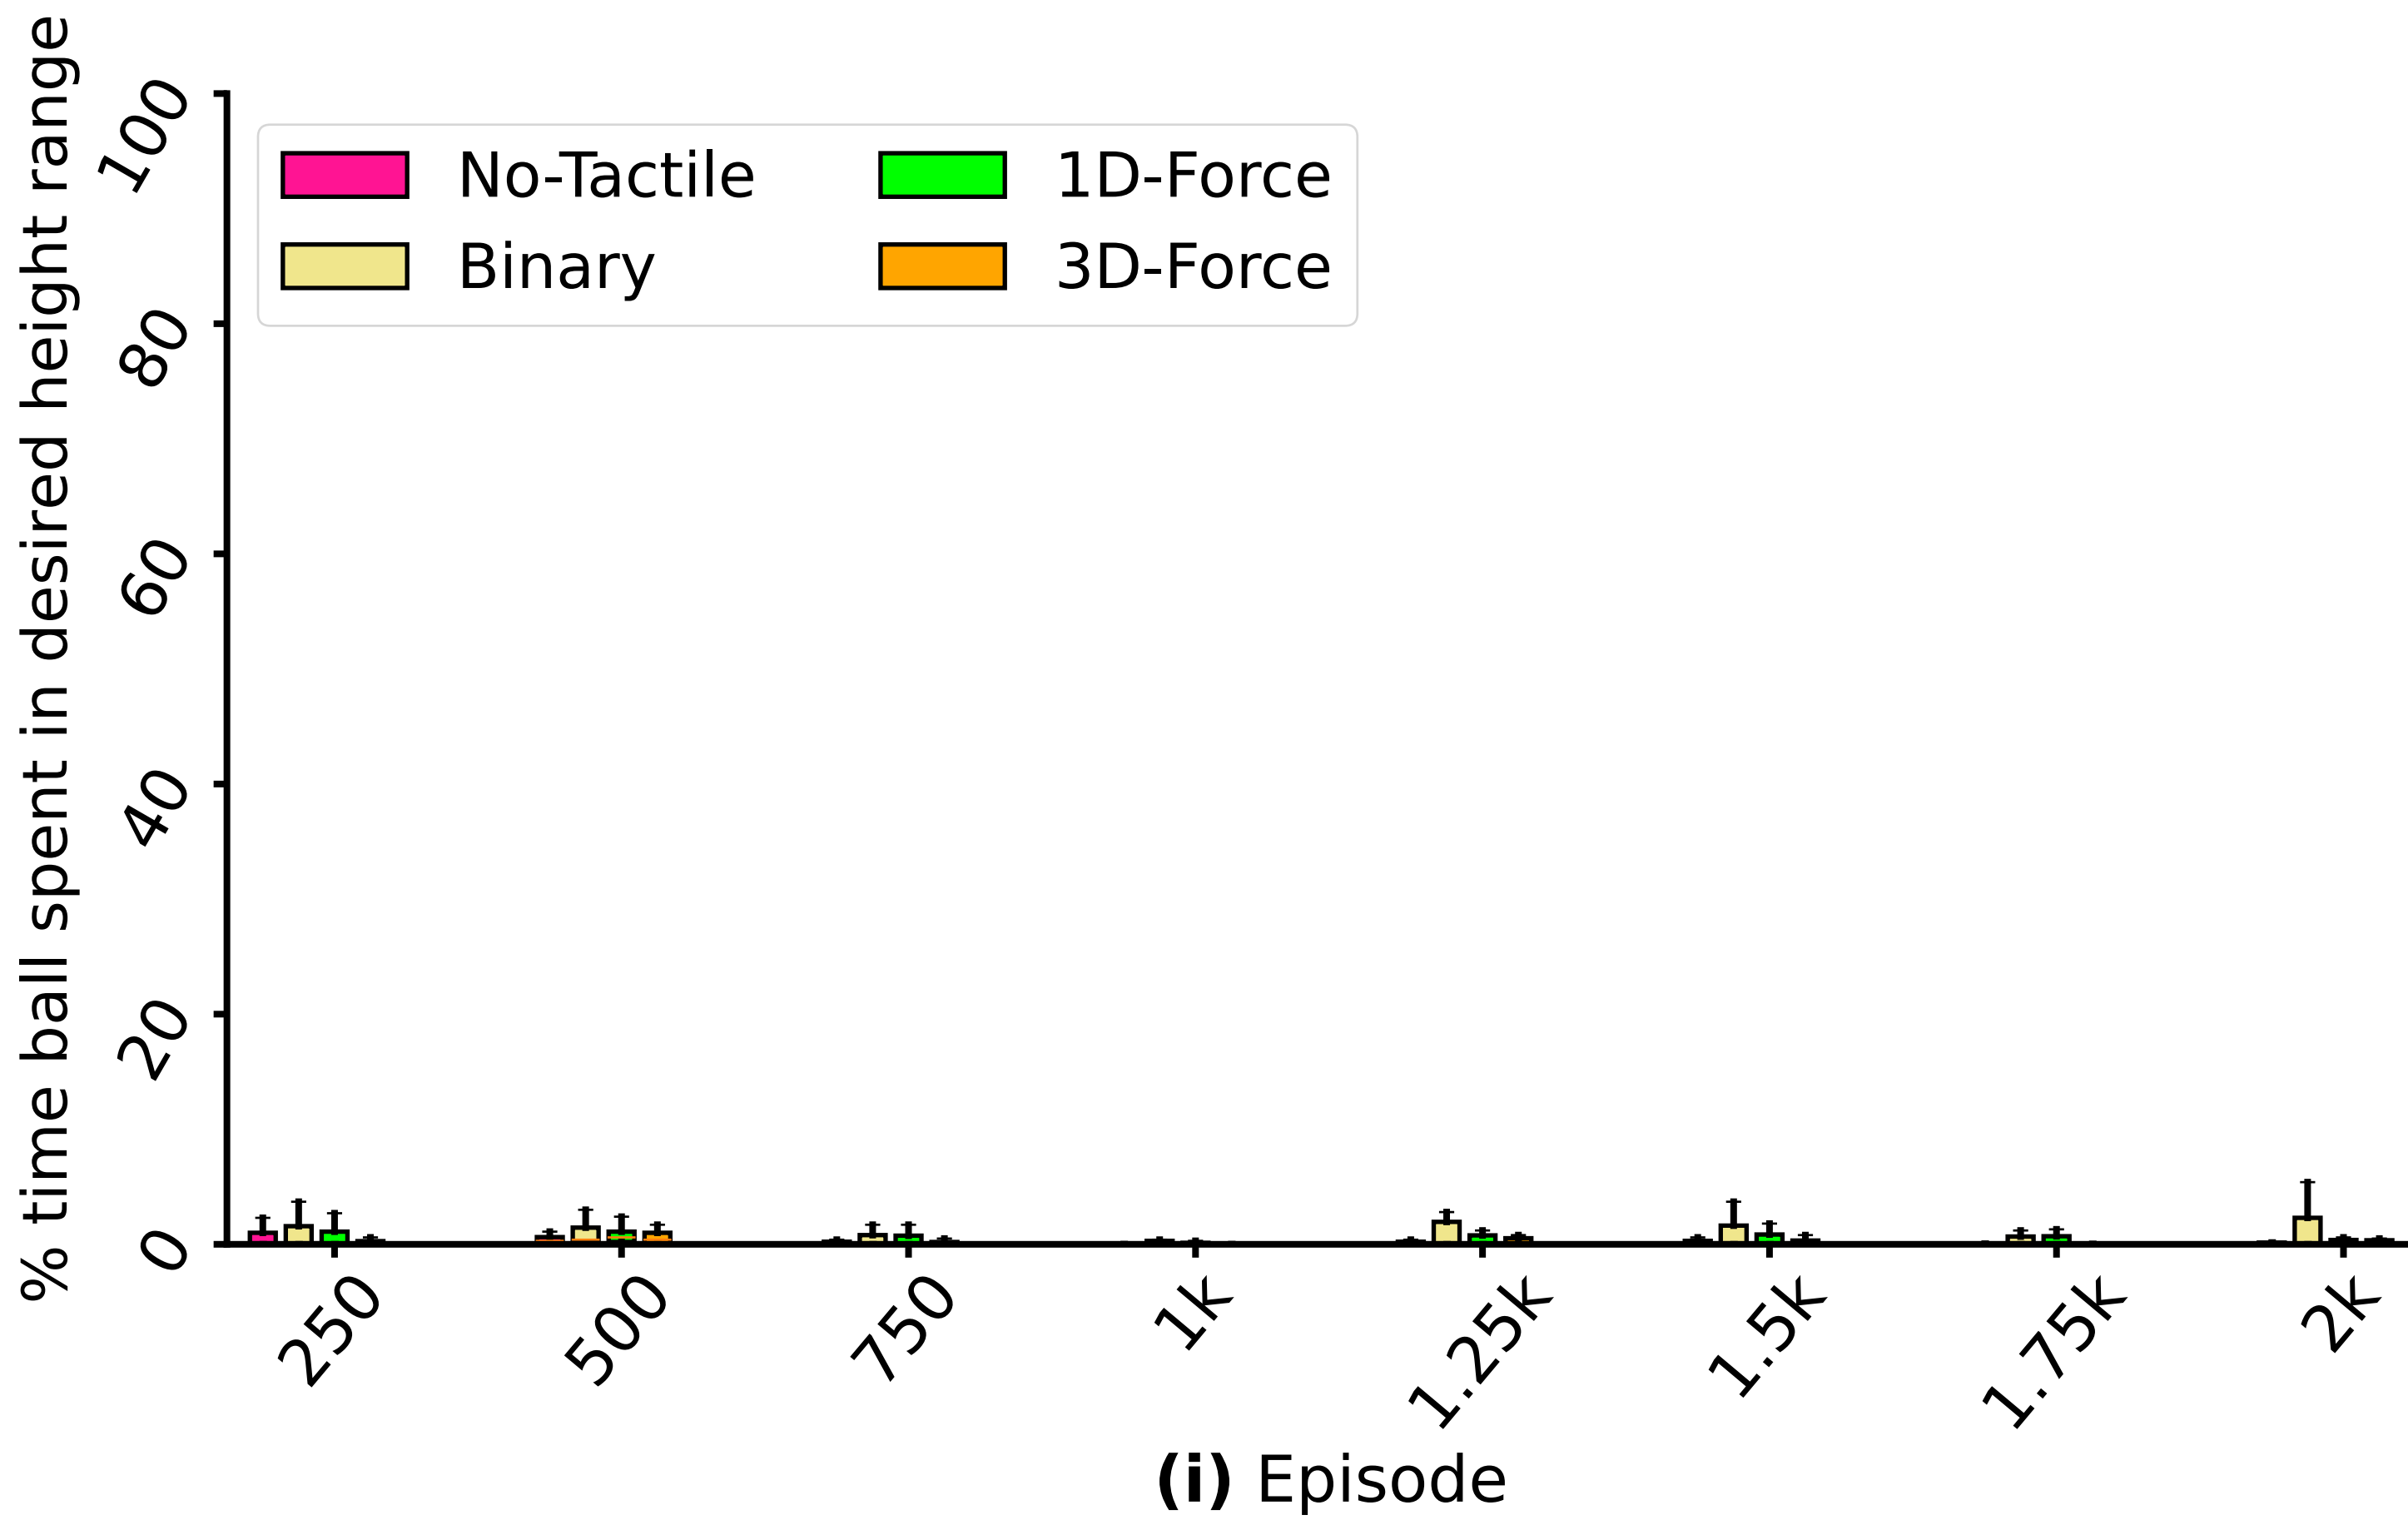 % time ball spent in desired height range
100
80
60
40
20
0
No-Tactile
Binary
1D-Force
3D-Force
250
500
750
1k
1.25k
1.5k
1.75k
2k
(i) Episode